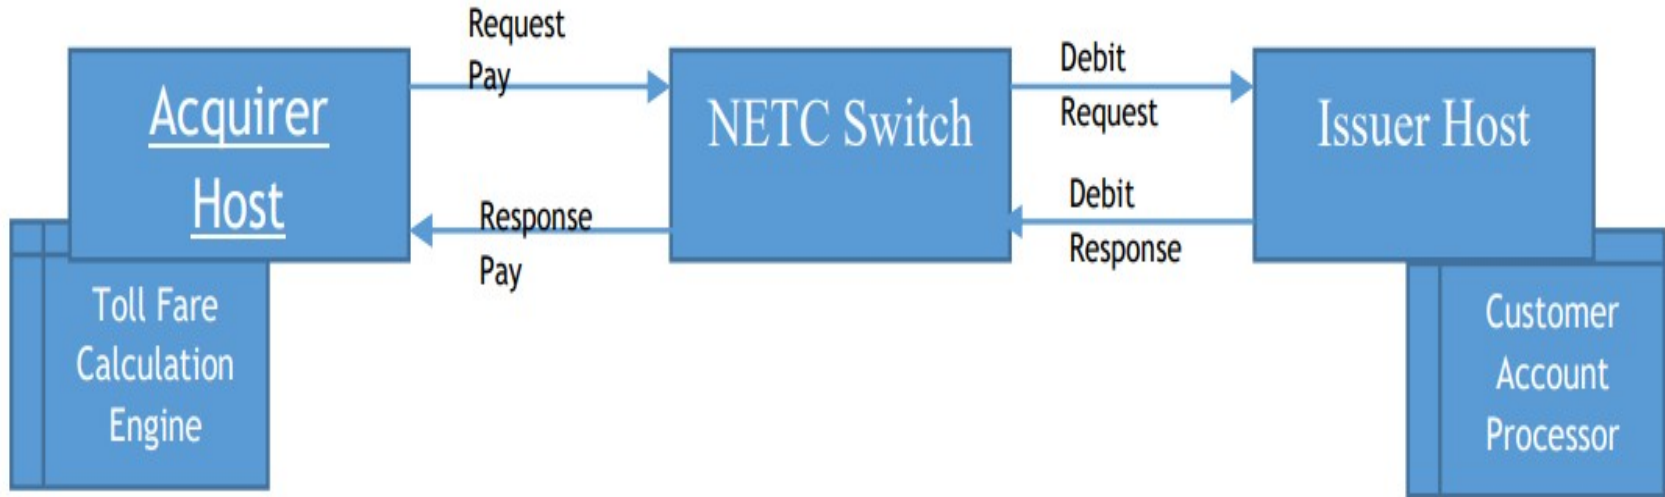 Request
Pay
Acquirer
Host
NETC Switch
Debit
Request
Issuer Host
Response
Pay
Debit
Response
Toll Fare
Calculation
Engine
Customer
Account
Processor